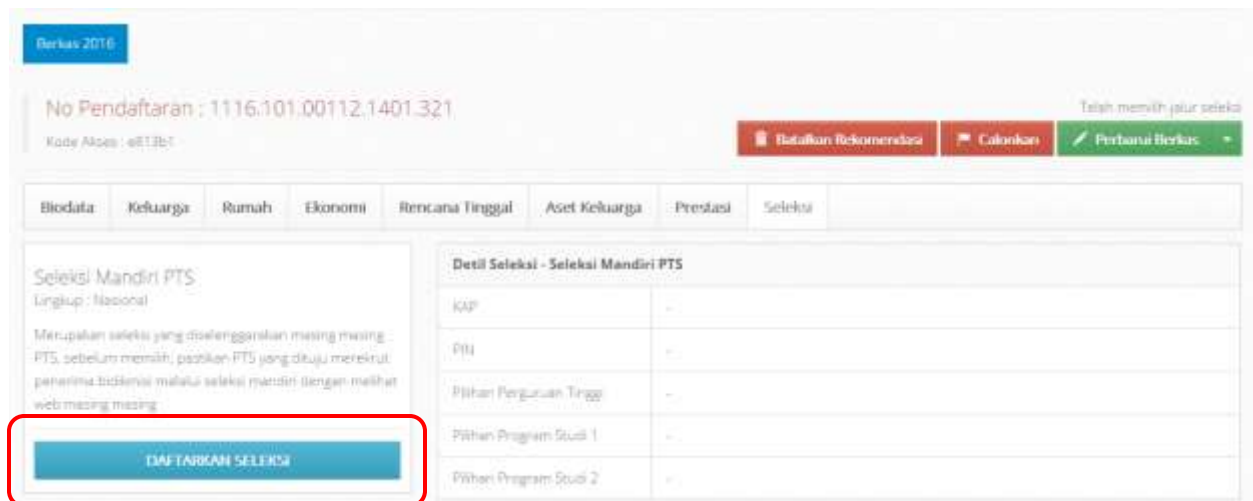 Berkas 2016
No Pendaftaran : 1116.101.00112.1401.321
Telah memilih jalur seleksi
Kode Akses : e813b1
Batalkan Rekomendasi
Calonkan
Perbarui Berkas
Biodata Keluarga Rumah Ekonomi Rencana Tinggal Aset Keluarga Prestasi Seleksi
Seleksi Mandiri PTS
Lingkup : Nasional
Merupakan seleksi yang diselenggarakan masing masing
PTS, sebelum memilih, pastikan PTS yang dituju merekrut
penerima bidikmisi melalui seleksi mandiri dengan melihat
web masing masing
DAFTARKAN SELEKSI
Detil Seleksi - Seleksi Mandiri PTS
KAP -
PIN -
Pilihan Perguruan Tinggi -
Pilihan Program Studi 1 -
Pilihan Program Studi 2 -